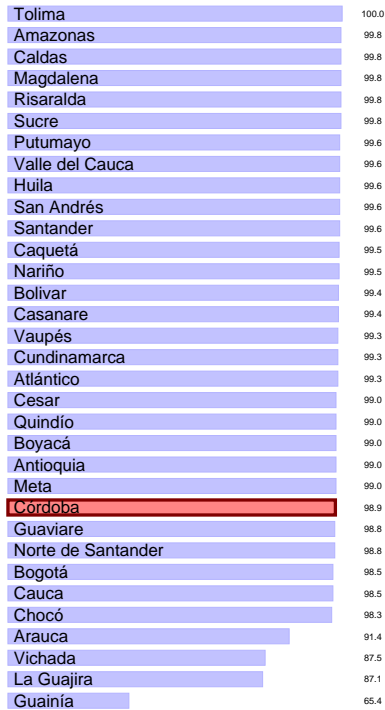 Tolima 100.0
Amazonas 99.8
Caldas 99.8
Magdalena 99.8
Risaralda 99.8
Sucre 99.8
Putumayo 99.6
Valle del Cauca 99.6
Huila 99.6
San Andrés 99.6
Santander 99.6
Caquetá 99.5
Nariño 99.5
Bolivar 99.4
Casanare 99.4
Vaupés 99.3
Cundinamarca 99.3
Atlántico 99.3
Cesar 99.0
Quindío 99.0
Boyacá 99.0
Antioquia 99.0
Meta 99.0
Córdoba 98.9
Guaviare 98.8
Norte de Santander 98.8
Bogotá 98.5
Cauca 98.5
Chocó 98.3
Arauca 91.4
Vichada 87.5
La Guajira 87.1
Guainía 65.4